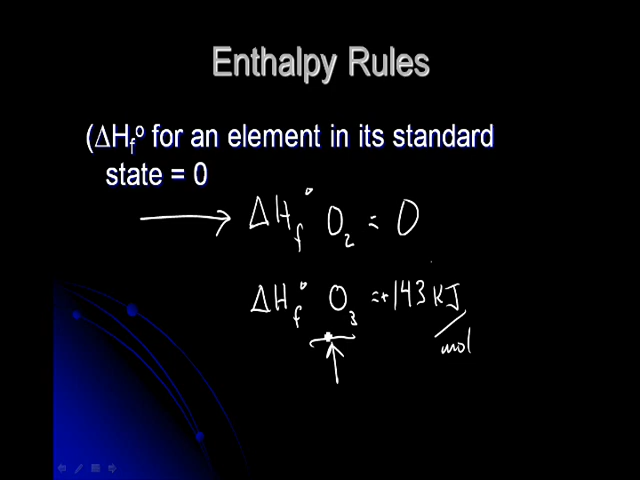 Enthalpy Rules
(ΔHf° for an element in its standard
state = 0
ΔHf° O2 = 0
ΔHf° O3 = +143 KJ/mol